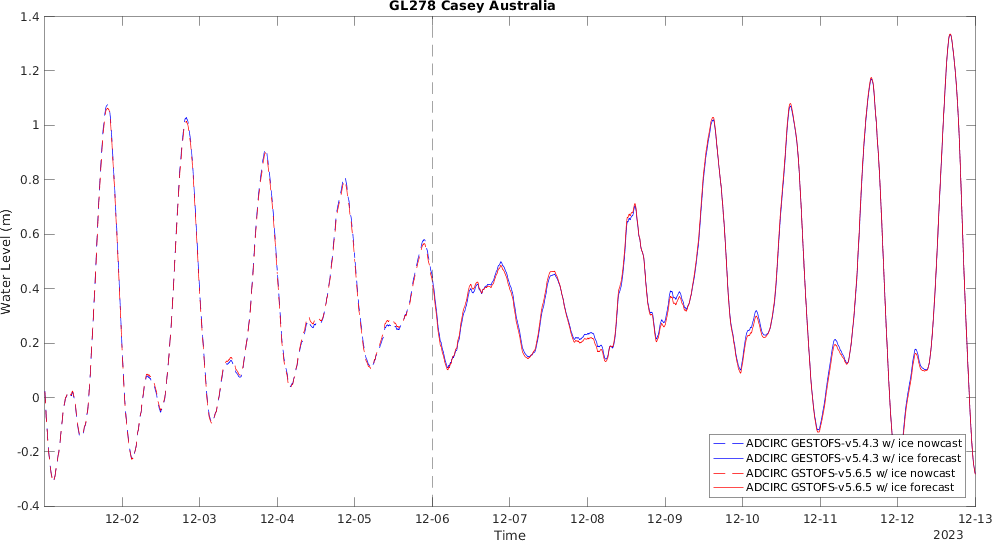 GL278 Casey Australia
1.4
1.2
1
0.8
0.6
0.4
0.2
0
-0.2
-0.4
Water Level (m)
ADCIRC GESTOFS-v5.4.3 w/ ice nowcast
ADCIRC GESTOFS-v5.4.3 w/ ice forecast
ADCIRC GSTOFS-v5.6.5 w/ ice nowcast
ADCIRC GSTOFS-v5.6.5 w/ ice forecast
12-02 12-03 12-04 12-05 12-06 12-07 12-08 12-09 12-10 12-11 12-12 12-13
Time
2023